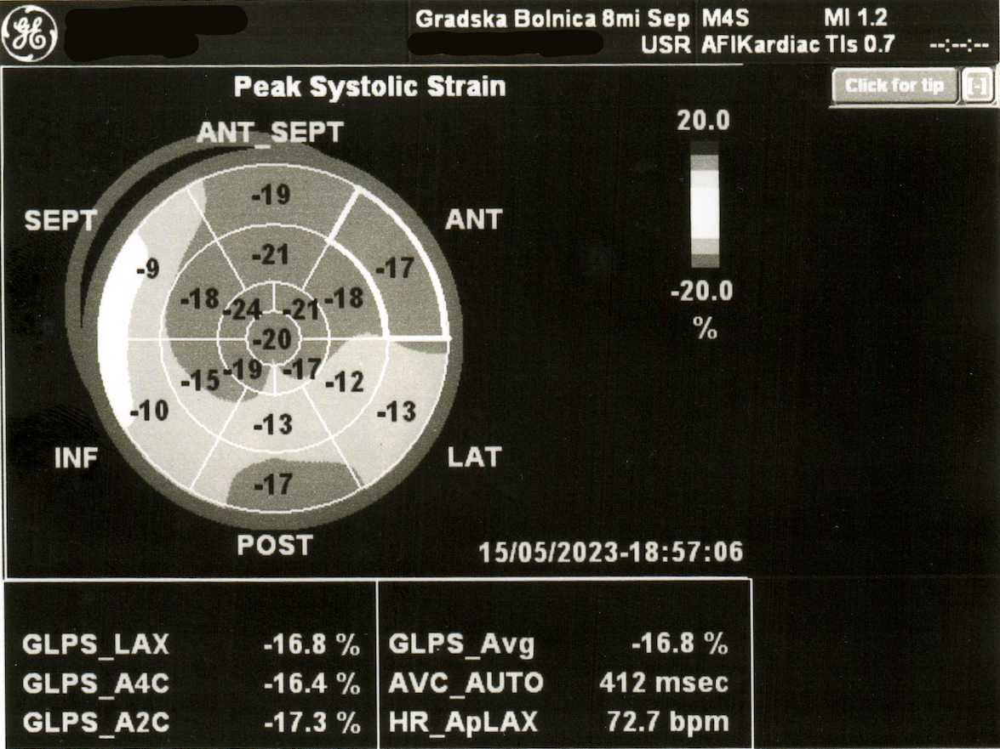 GE
Gradska Bolnica 8mi Sep M4S MI 1.2
USR AFIKardiac TIs 0.7 --:--:--
Click for tip [-]
Peak Systolic Strain
20.0
ANT_SEPT
-19
SEPT
ANT
-21
-9
-17
-20.0
-18
-18
-24
-21
%
-20
-19
-17
-15
-12
-10
-13
-13
INF
LAT
-17
POST
15/05/2023-18:57:06
GLPS_LAX -16.8 %
GLPS_A4C -16.4 %
GLPS_A2C -17.3 %
GLPS_Avg -16.8 %
AVC_AUTO 412 msec
HR_ApLAX 72.7 bpm